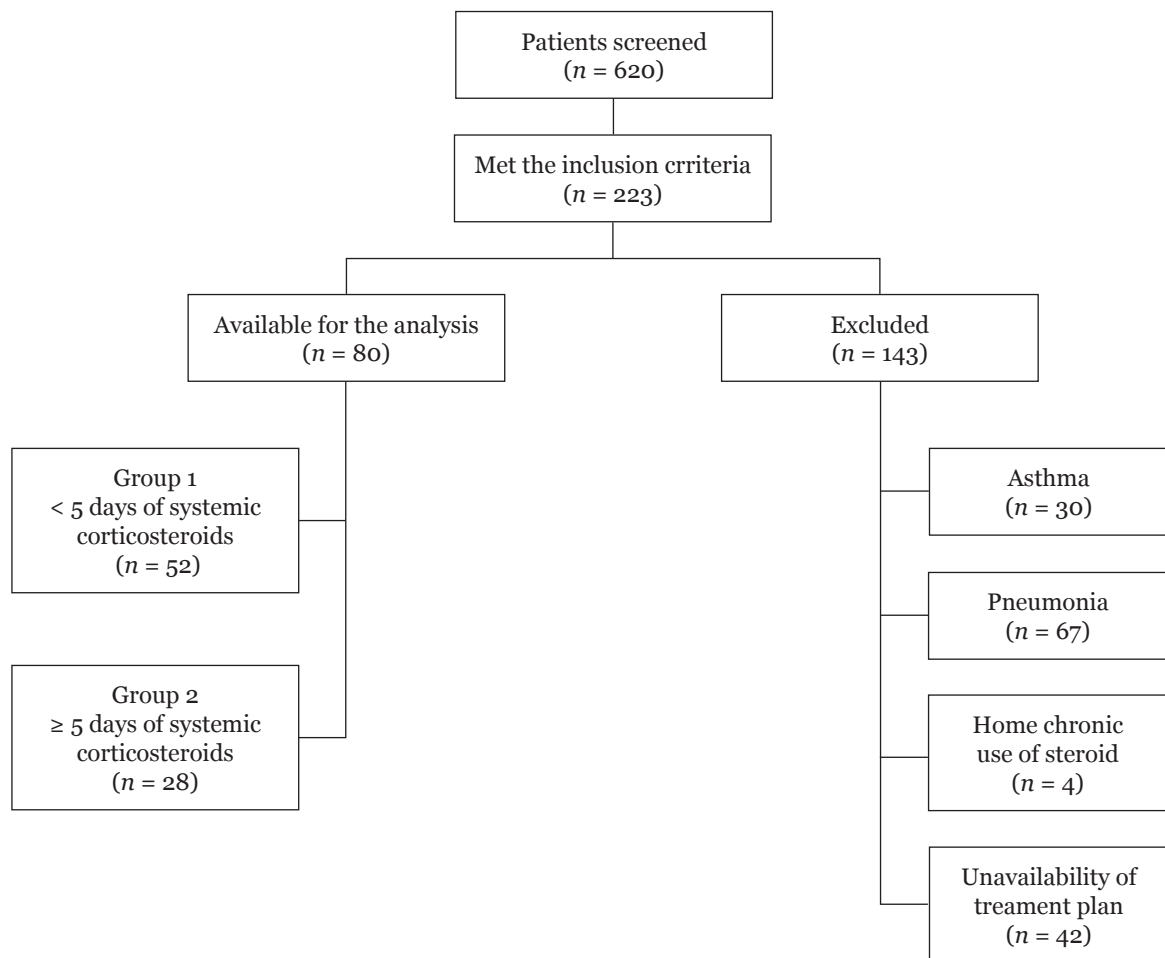 Patients screened
(n = 620)
Met the inclusion crriteria
(n = 223)
Available for the analysis
(n = 80)
Excluded
(n = 143)
Group 1
< 5 days of systemic
corticosteroids
(n = 52)
Group 2
≥ 5 days of systemic
corticosteroids
(n = 28)
Asthma
(n = 30)
Pneumonia
(n = 67)
Home chronic
use of steroid
(n = 4)
Unavailability of
treament plan
(n = 42)